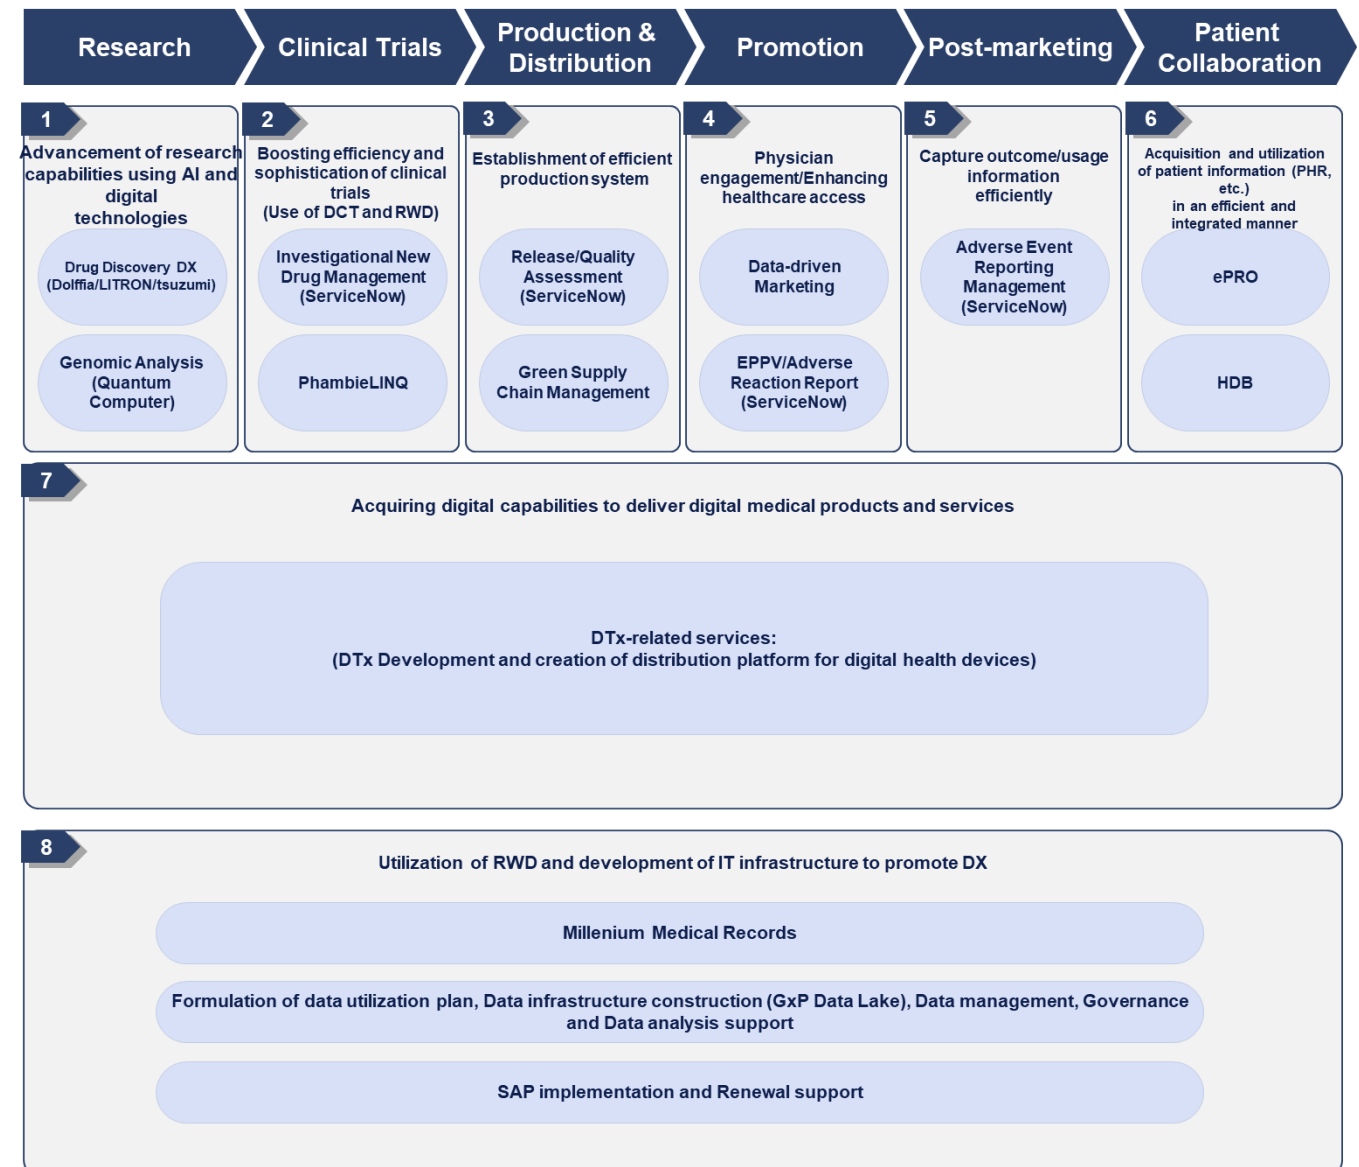 Research
Clinical Trials
Production &
Distribution
Promotion
Post-marketing
Patient
Collaboration
1
Advancement of research
capabilities using AI and
digital
technologies
Drug Discovery DX
(Dolffia/LITRON/tsuzumi)
Genomic Analysis
(Quantum
Computer)
2
Boosting efficiency and
sophistication of clinical
trials
(Use of DCT and RWD)
Investigational New
Drug Management
(ServiceNow)
PhambieLINQ
3
Establishment of efficient
production system
Release/Quality
Assessment
(ServiceNow)
Green Supply
Chain Management
4
Physician
engagement/Enhancing
healthcare access
Data-driven
Marketing
EPPV/Adverse
Reaction Report
(ServiceNow)
5
Capture outcome/usage
information
efficiently
Adverse Event
Reporting
Management
(ServiceNow)
6
Acquisition and utilization
of patient information (PHR,
etc.)
in an efficient and
integrated manner
ePRO
HDB
7
Acquiring digital capabilities to deliver digital medical products and services
DTx-related services:
(DTx Development and creation of distribution platform for digital health devices)
8
Utilization of RWD and development of IT infrastructure to promote DX
Millenium Medical Records
Formulation of data utilization plan, Data infrastructure construction (GxP Data Lake), Data management, Governance
and Data analysis support
SAP implementation and Renewal support